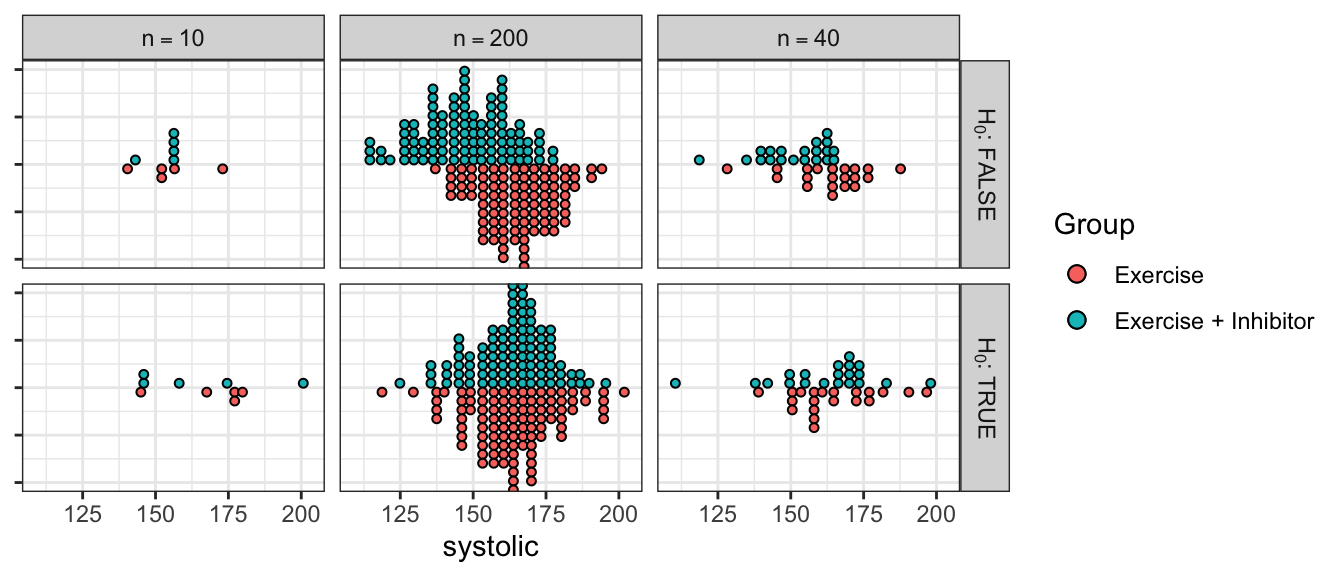 n = 10
n = 200
n = 40
H₀: FALSE
H₀: TRUE
125 150 175 200
125 150 175 200
125 150 175 200
systolic
Group
Exercise
Exercise + Inhibitor